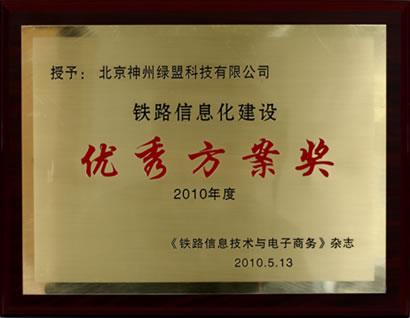 授予：北京神州绿盟科技有限公司
铁路信息化建设
优秀方案奖
2010年度
《铁路信息技术与电子商务》杂志
2010.5.13